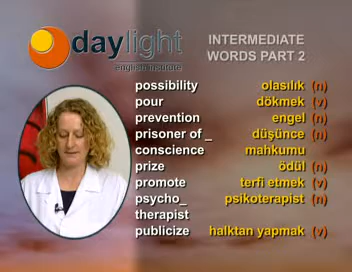 daylight
english institute
INTERMEDIATE
WORDS PART 2
possibility olasılık (n)
pour dökmek (v)
prevention engel (n)
prisoner of _ düşünce (n)
conscience mahkumu
prize ödül (n)
promote terfi etmek (v)
psycho_ psikoterapist (n)
therapist
publicize halktan yapmak (v)